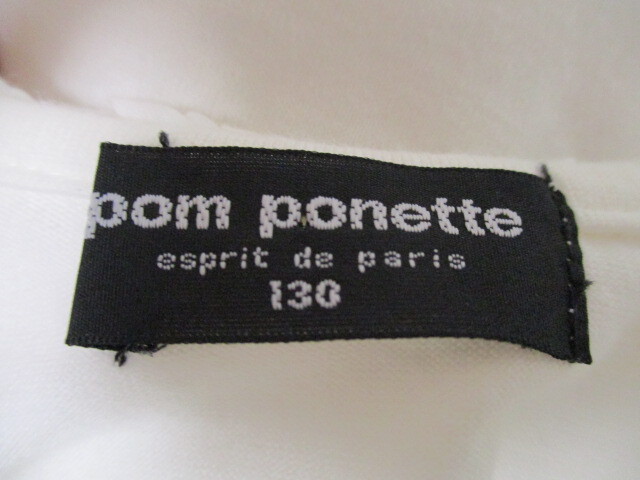 pom ponette
esprit de paris
130